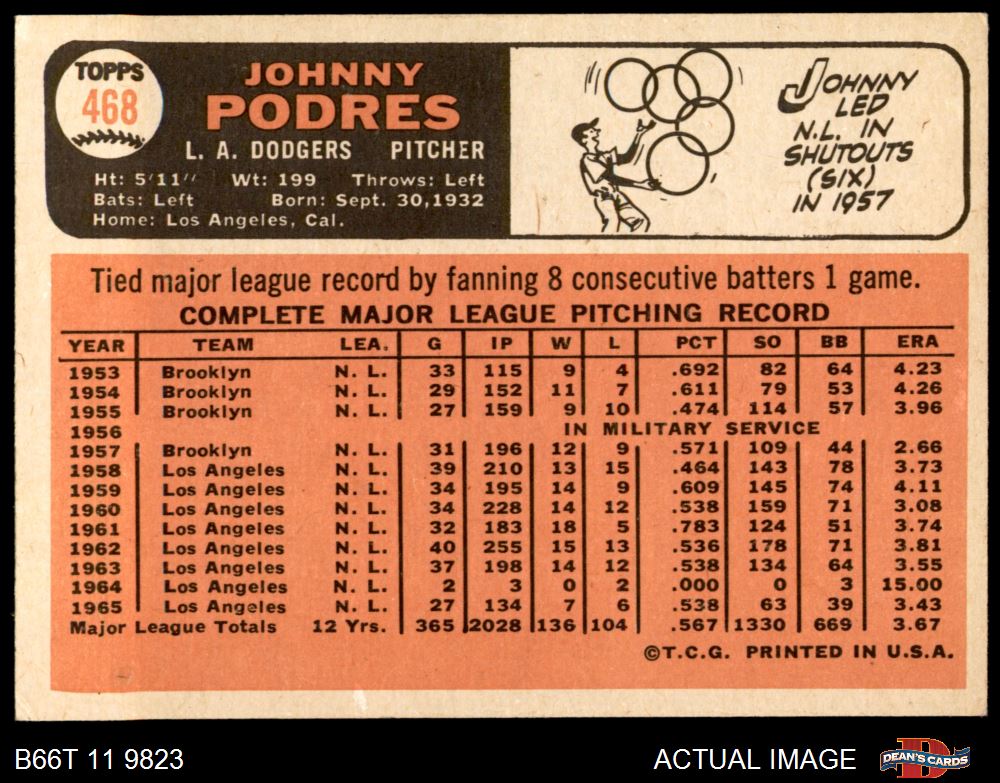 TOPPS
468
JOHNNY
PODRES
L. A. DODGERS PITCHER
Ht: 5'11" Wt: 199 Throws: Left
Bats: Left Born: Sept. 30,1932
Home: Los Angeles, Cal.
JOHNNY
LED
N.L. IN
SHUTOUTS
(SIX)
IN 1957
Tied major league record by fanning 8 consecutive batters 1 game.
COMPLETE MAJOR LEAGUE PITCHING RECORD
YEAR TEAM LEA. G IP W L PCT SO BB ERA
1953 Brooklyn N. L. 33 115 9 4 .692 82 64 4.23
1954 Brooklyn N. L. 29 152 11 7 .611 79 53 4.26
1955 Brooklyn N. L. 27 159 9 10 .474 114 57 3.96
1956 IN MILITARY SERVICE
1957 Brooklyn N. L. 31 196 12 9 .571 109 44 2.66
1958 Los Angeles N. L. 39 210 13 15 .464 143 78 3.73
1959 Los Angeles N. L. 34 195 14 9 .609 145 74 4.11
1960 Los Angeles N. L. 34 228 14 12 .538 159 71 3.08
1961 Los Angeles N. L. 32 183 18 5 .783 124 51 3.74
1962 Los Angeles N. L. 40 255 15 13 .536 178 71 3.81
1963 Los Angeles N. L. 37 198 14 12 .538 134 64 3.55
1964 Los Angeles N. L. 2 3 0 2 .000 0 3 15.00
1965 Los Angeles N. L. 27 134 7 6 .538 63 39 3.43
Major League Totals 12 Yrs. 365 2028 136 104 .567 1330 669 3.67
©T.C.G. PRINTED IN U.S.A.
B66T 11 9823
ACTUAL IMAGE
D
DEAN'S CARDS